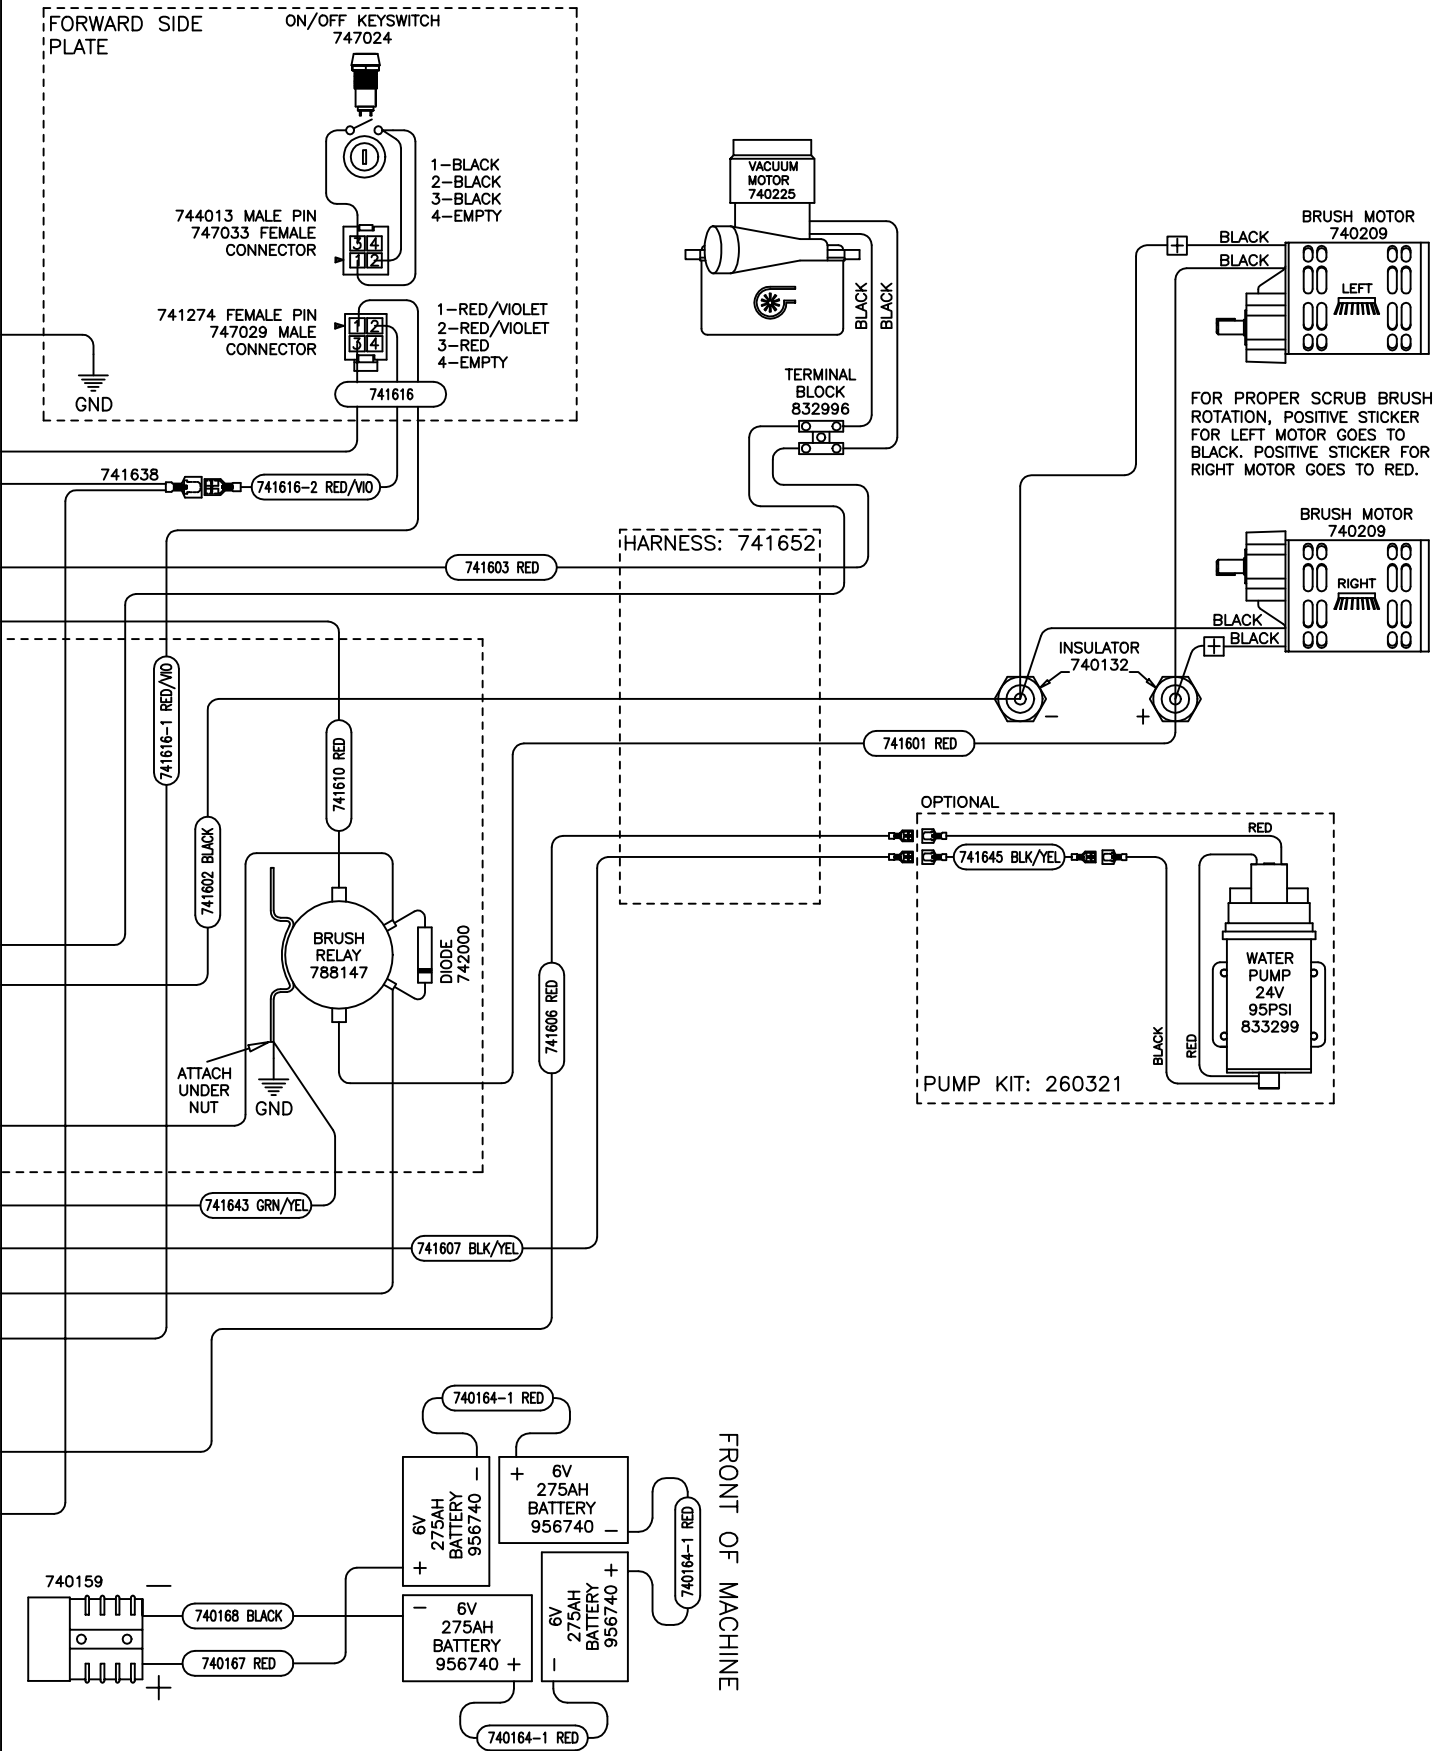 FORWARD SIDE
PLATE
ON/OFF KEYSWITCH
747024
1-BLACK
2-BLACK
3-BLACK
4-EMPTY
744013 MALE PIN
747033 FEMALE
CONNECTOR
3 4
1 2
741274 FEMALE PIN
747029 MALE
CONNECTOR
1 2
3 4
1-RED/VIOLET
2-RED/VIOLET
3-RED
4-EMPTY
741616
GND
741638
741616-2 RED/VIO
VACUUM
MOTOR
740225
BLACK
BLACK
TERMINAL
BLOCK
832996
BRUSH MOTOR
740209
BLACK
BLACK
LEFT
FOR PROPER SCRUB BRUSH
ROTATION, POSITIVE STICKER
FOR LEFT MOTOR GOES TO
BLACK. POSITIVE STICKER FOR
RIGHT MOTOR GOES TO RED.
BRUSH MOTOR
740209
RIGHT
BLACK
BLACK
HARNESS: 741652
741603 RED
INSULATOR
740132
- +
741601 RED
741616-1 RED/VIO
741610 RED
741602 BLACK
BRUSH
RELAY
788147
DIODE
742000
ATTACH
UNDER
NUT
GND
741606 RED
OPTIONAL
RED
741645 BLK/YEL
WATER
PUMP
24V
95PSI
833299
BLACK
RED
PUMP KIT: 260321
741643 GRN/YEL
741607 BLK/YEL
740164-1 RED
6V
275AH
BATTERY
956740
+ -
+ 6V
275AH
BATTERY
956740 -
740164-1 RED
FRONT OF MACHINE
740159
-
740168 BLACK
740167 RED
+
- 6V
275AH
BATTERY
956740 +
6V
275AH
BATTERY
956740
- +
740164-1 RED